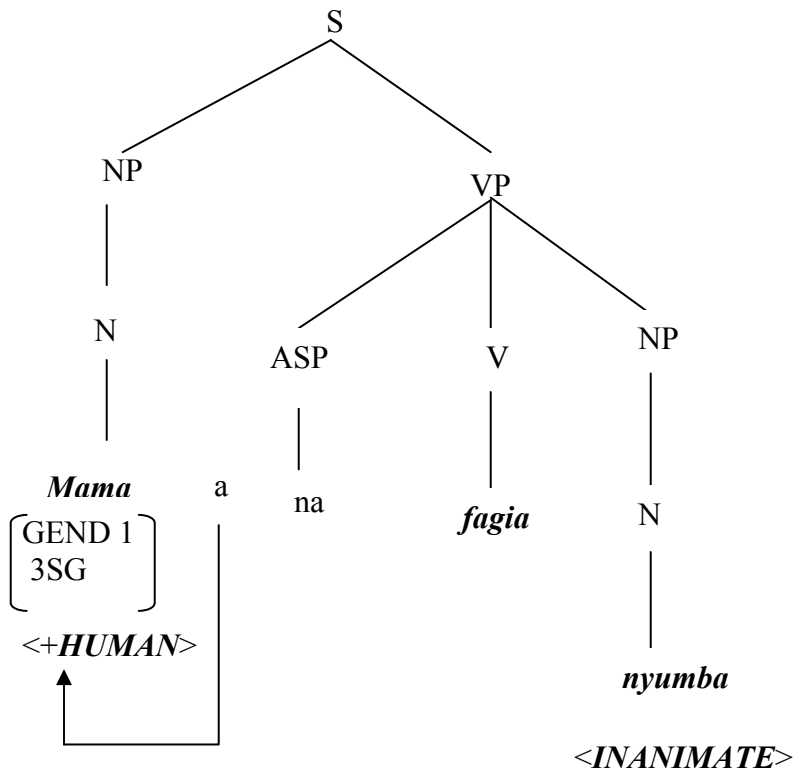 S
NP
VP
N
ASP
V
NP
Mama
a
na
fagia
N
GEND 1
3SG
<+HUMAN>
nyumba
<INANIMATE>